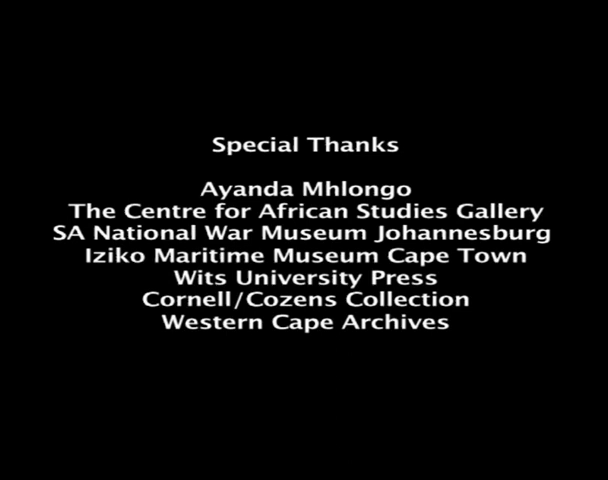 Special Thanks
Ayanda Mhlongo
The Centre for African Studies Gallery
SA National War Museum Johannesburg
Iziko Maritime Museum Cape Town
Wits University Press
Cornell/Cozens Collection
Western Cape Archives